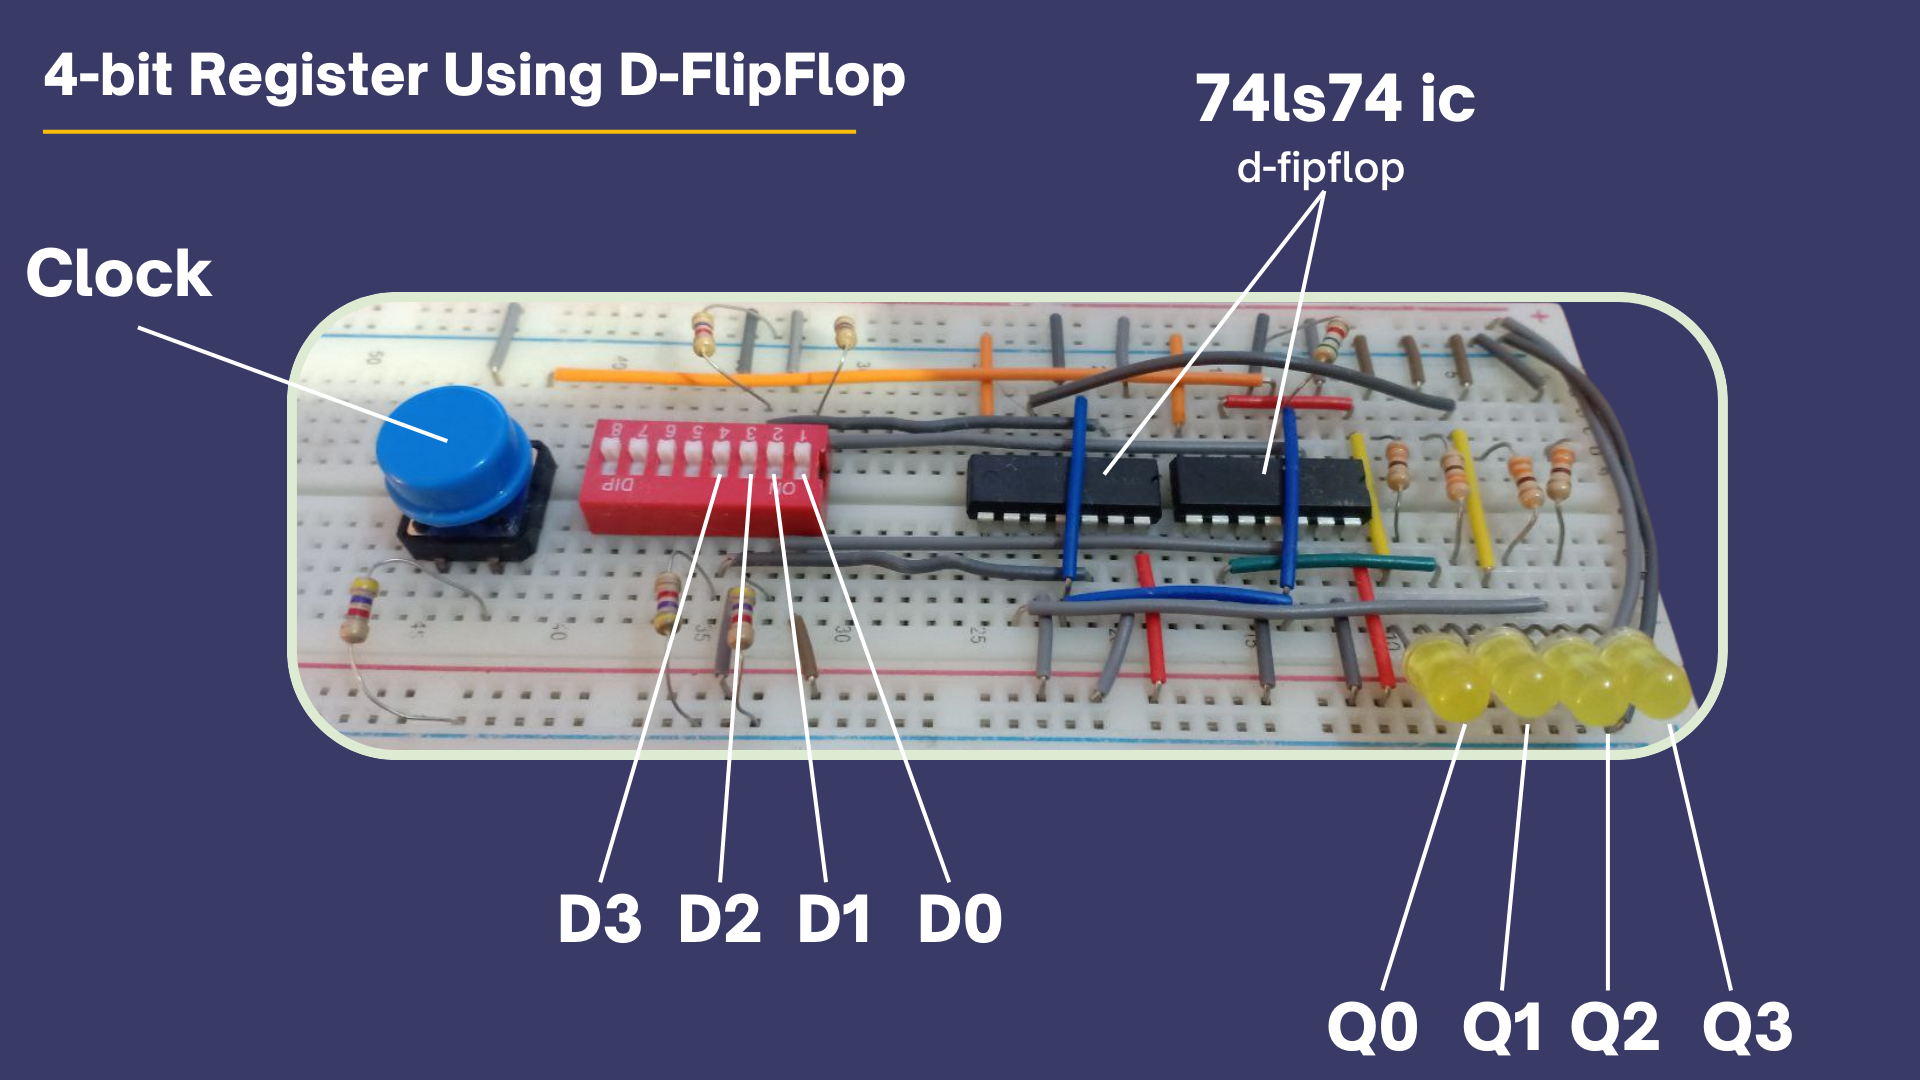 4-bit Register Using D-FlipFlop
74ls74 ic
d-fipflop
Clock
+
50
40
8 7 6 5 4 3 2 1
DIP
ON
45
40
35
30
25
15
10
D3 D2 D1 D0
Q0 Q1 Q2 Q3